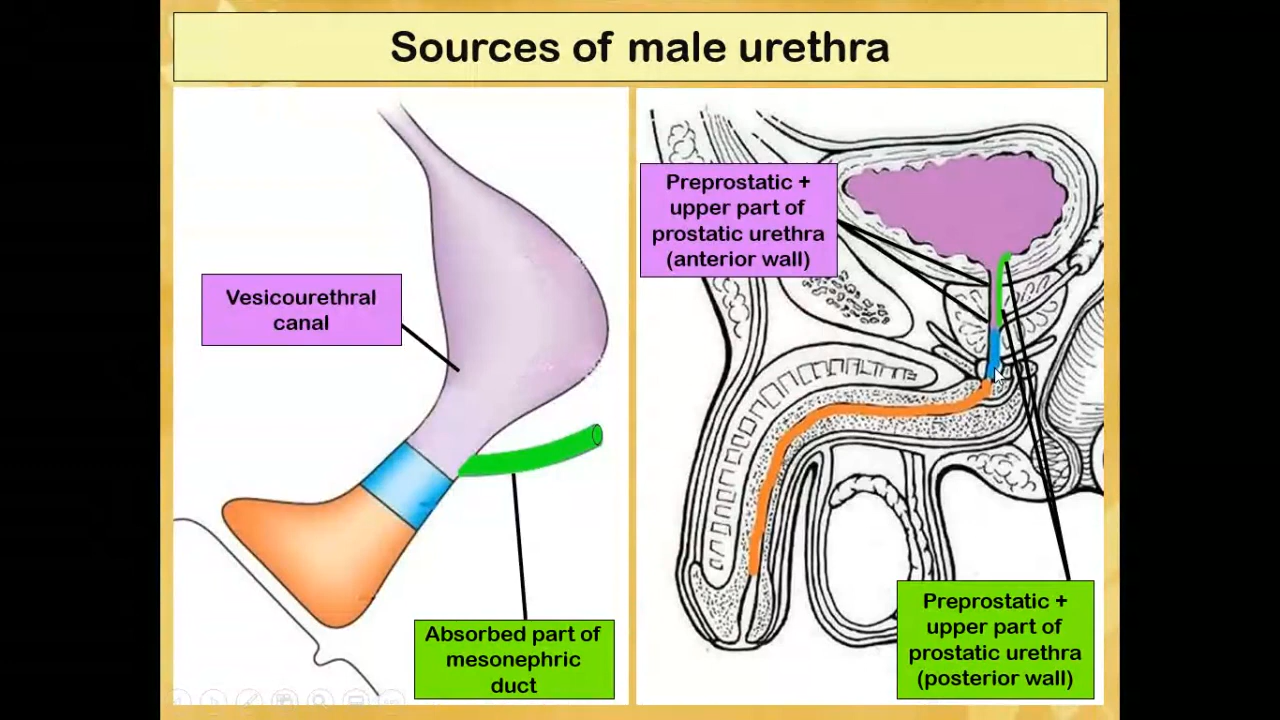 Sources of male urethra
Vesicourethral
canal
Absorbed part of
mesonephric
duct
Preprostatic +
upper part of
prostatic urethra
(anterior wall)
Preprostatic +
upper part of
prostatic urethra
(posterior wall)